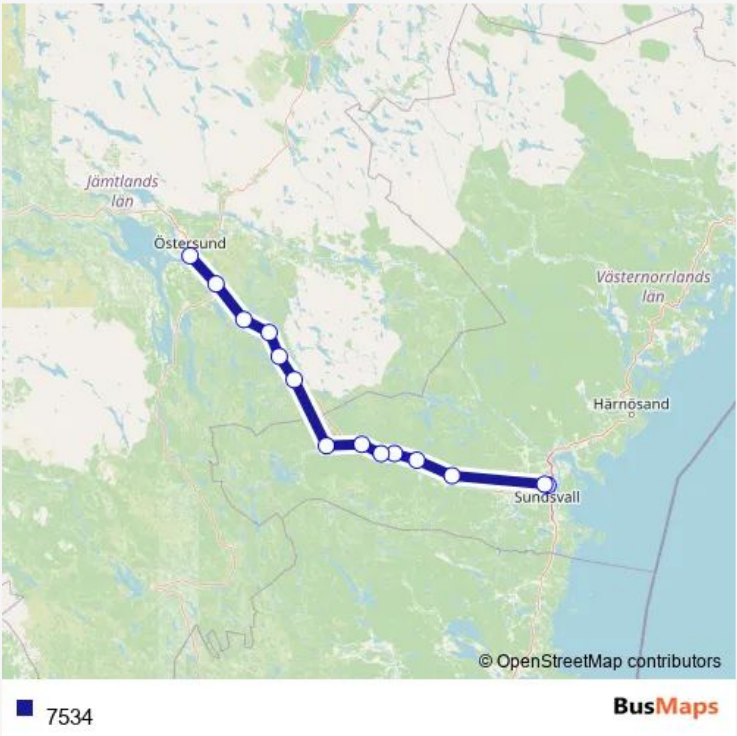 Jämtlands
län
Östersund
Västernorrlands
län
Härnösand
Sundsvall
© OpenStreetMap contributors
7534
BusMaps